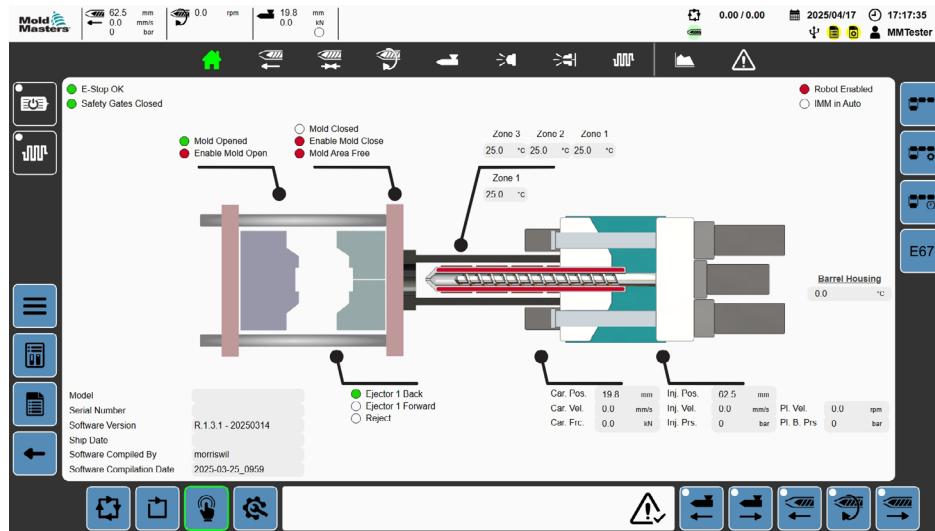 Mold Masters
62.5 mm
0.0 mm/s
0 bar
0.0 rpm
19.8 mm
0.0 kN
0.00 / 0.00
2025/04/17 17:17:35
MMTester
E-Stop OK
Safety Gates Closed
Robot Enabled
IMM in Auto
Mold Opened
Enable Mold Open
Mold Closed
Enable Mold Close
Mold Area Free
Zone 3 Zone 2 Zone 1
25.0 °C 25.0 °C 25.0 °C
Zone 1
25.0 °C
E67
Barrel Housing
0.0 °C
Ejector 1 Back
Ejector 1 Forward
Reject
Car. Pos. 19.8 mm
Car. Vel. 0.0 mm/s
Car. Frc. 0.0 kN
Inj. Pos. 62.5 mm
Inj. Vel. 0.0 mm/s
Inj. Prs. 0 bar
Pl. Vel. 0.0 rpm
Pl. B. Prs 0 bar
Model
Serial Number
Software Version R.1.3.1 - 20250314
Ship Date
Software Compiled By morriswil
Software Compilation Date 2025-03-25_0959